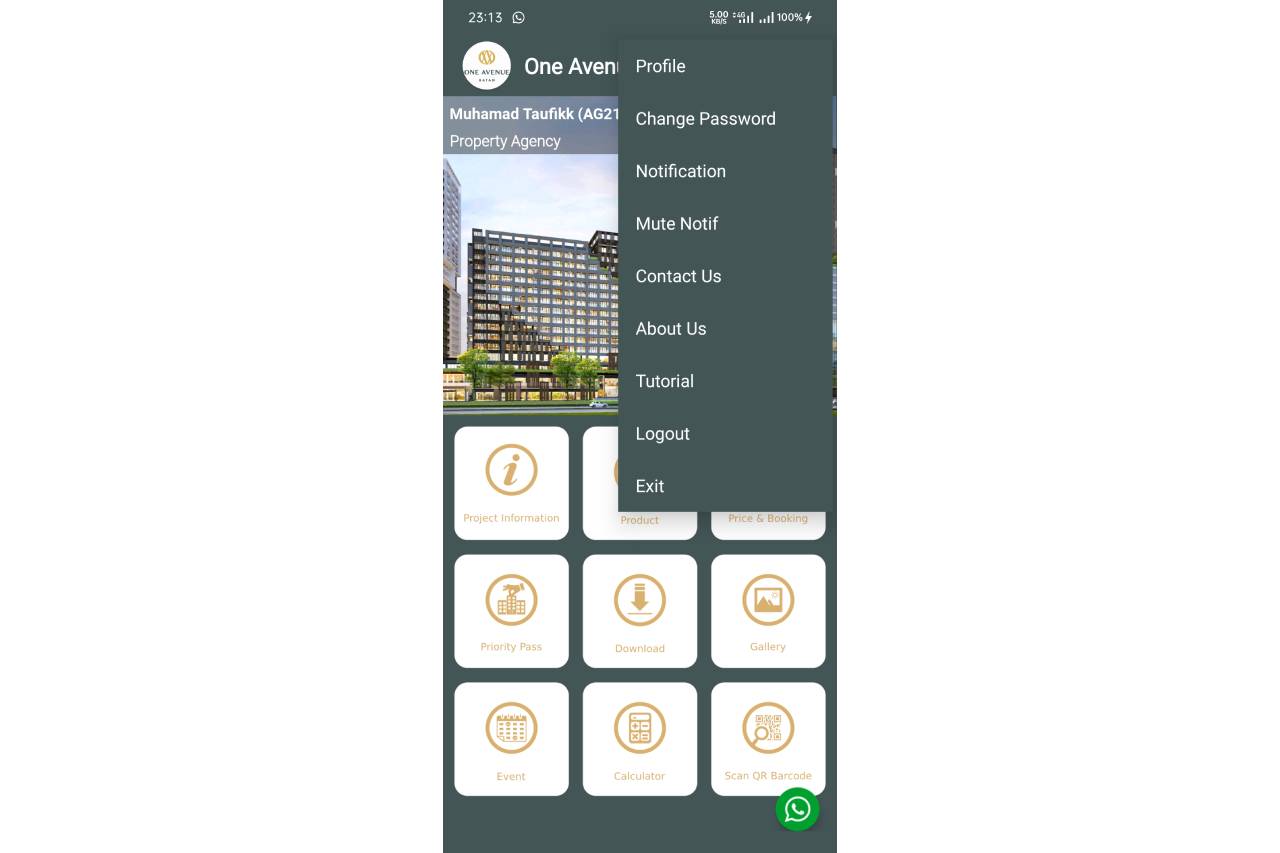 23:13
5.00 KB/S 4G 100%
ONE AVENUE
BATAM
One Avenu
Profile
Muhamad Taufikk (AG21
Property Agency
Change Password
Notification
Mute Notif
Contact Us
About Us
Tutorial
Logout
Exit
Project Information
Product
Price & Booking
Priority Pass
Download
Gallery
Event
Calculator
Scan QR Barcode